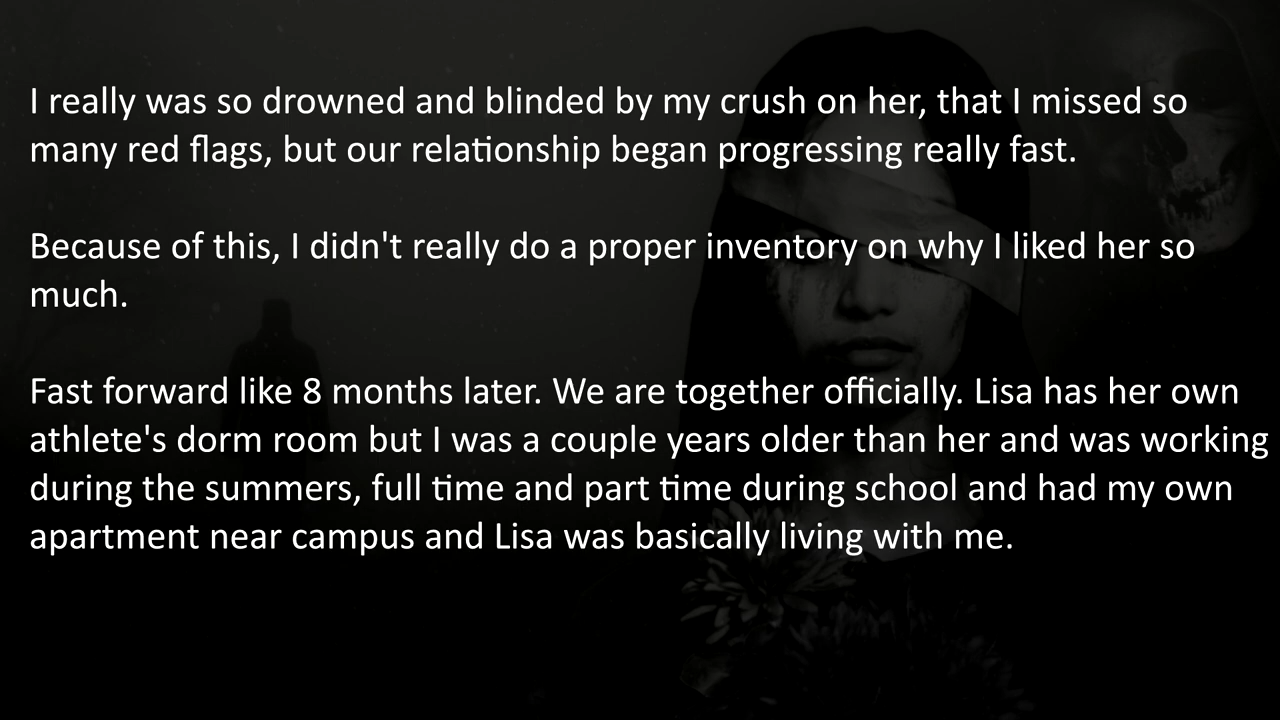 I really was so drowned and blinded by my crush on her, that I missed so
many red flags, but our relationship began progressing really fast.
Because of this, I didn't really do a proper inventory on why I liked her so
much.
Fast forward like 8 months later. We are together officially. Lisa has her own
athlete's dorm room but I was a couple years older than her and was working
during the summers, full time and part time during school and had my own
apartment near campus and Lisa was basically living with me.